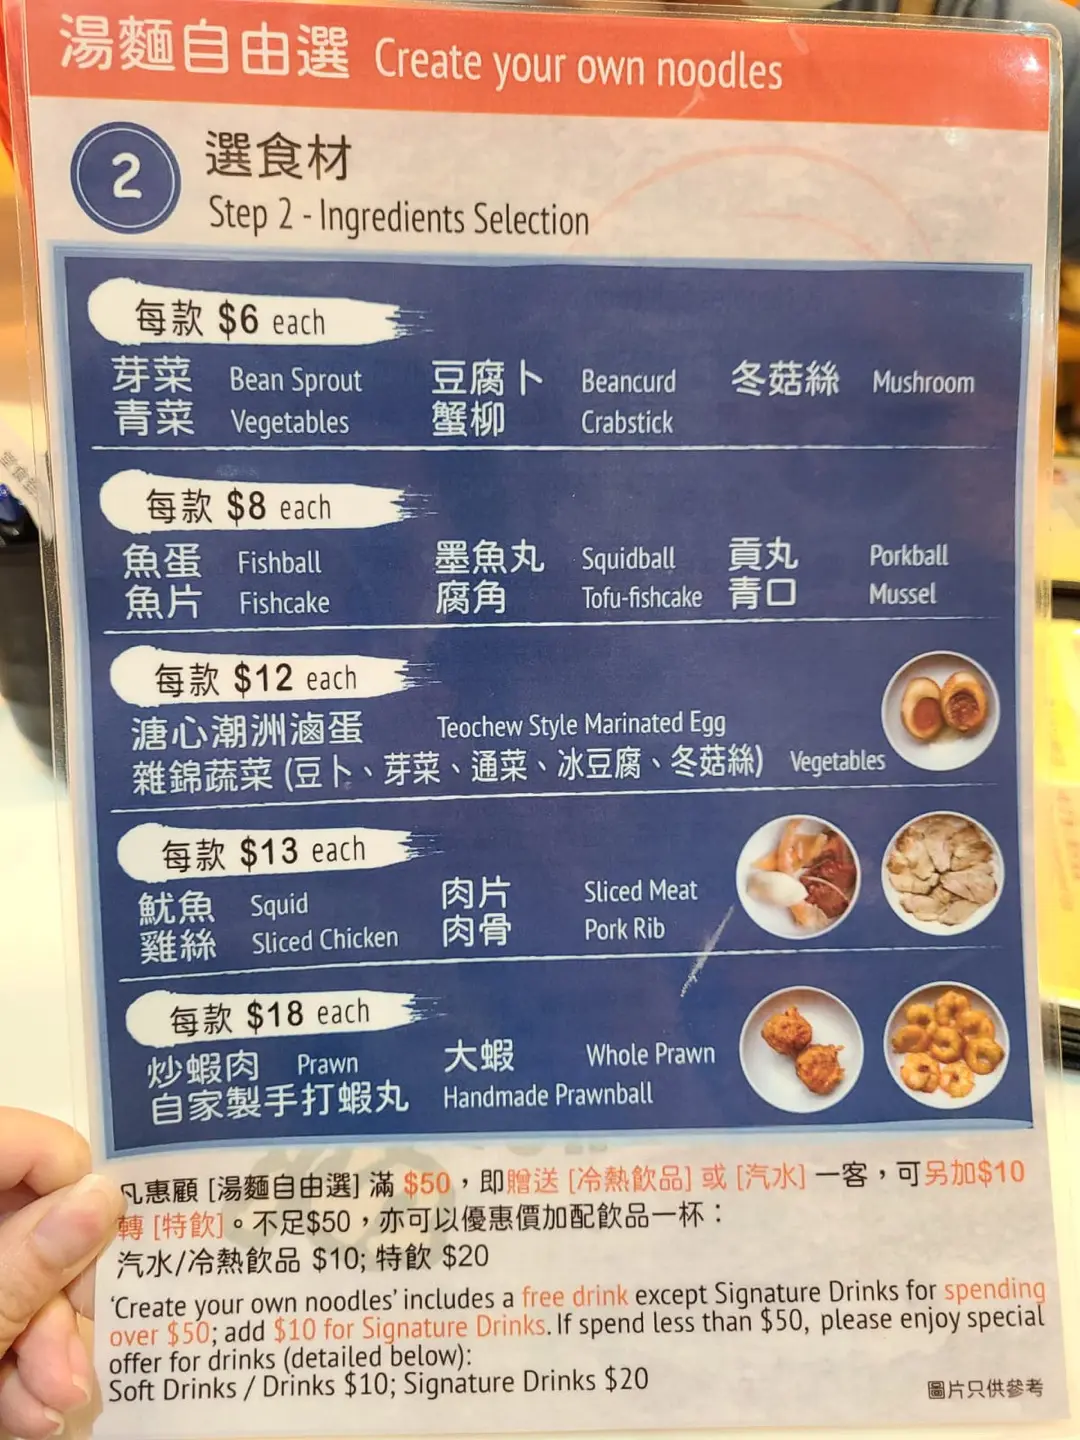 湯麵自由選 Create your own noodles
2
選食材
Step 2 - Ingredients Selection
每款 $6 each
芽菜 Bean Sprout 豆腐卜 Beancurd 冬菇絲 Mushroom
青菜 Vegetables 蟹柳 Crabstick
每款 $8 each
魚蛋 Fishball 墨魚丸 Squidball 貢丸 Porkball
魚片 Fishcake 腐角 Tofu-fishcake 青口 Mussel
每款 $12 each
溏心潮洲滷蛋 Teochew Style Marinated Egg
雜錦蔬菜 (豆卜、芽菜、通菜、冰豆腐、冬菇絲) Vegetables
每款 $13 each
魷魚 Squid 肉片 Sliced Meat
雞絲 Sliced Chicken 肉骨 Pork Rib
每款 $18 each
炒蝦肉 Prawn 大蝦 Whole Prawn
自家製手打蝦丸 Handmade Prawnball
凡惠顧 [湯麵自由選] 滿 $50，即贈送 [冷熱飲品] 或 [汽水] 一客，可另加$10
轉 [特飲]。不足$50，亦可以優惠價加配飲品一杯：
汽水/冷熱飲品 $10; 特飲 $20
'Create your own noodles' includes a free drink except Signature Drinks for spending
over $50; add $10 for Signature Drinks. If spend less than $50, please enjoy special
offer for drinks (detailed below):
Soft Drinks / Drinks $10; Signature Drinks $20
圖片只供參考